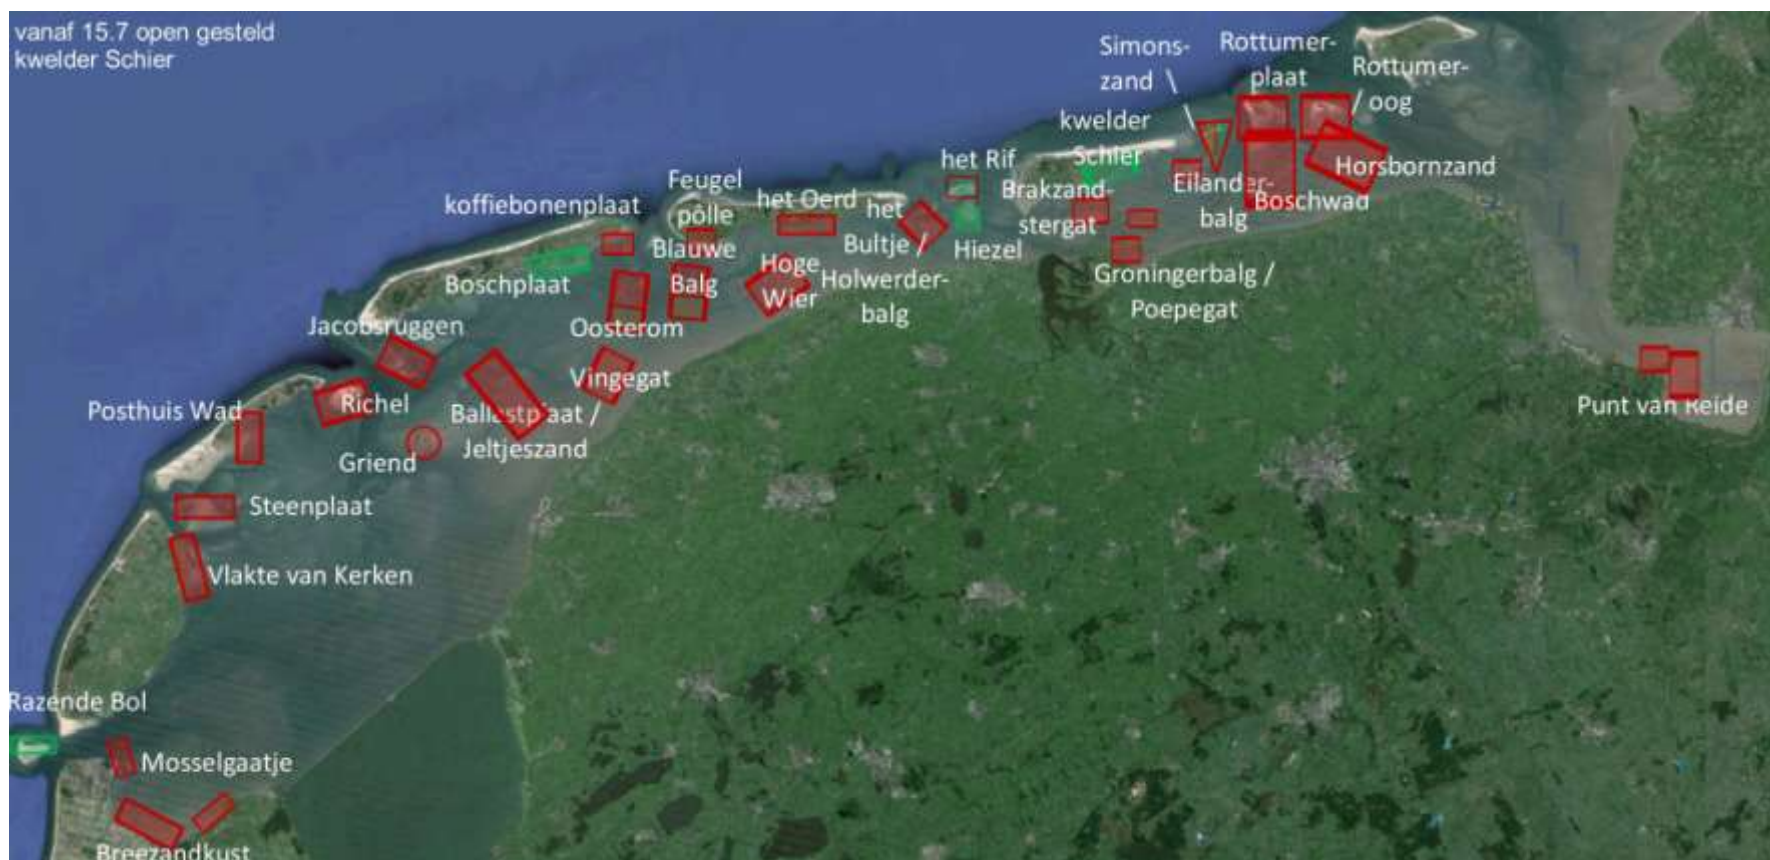 vanaf 15.7 open gesteld
kwelder Schier
Simons-
zand
Rottumer-
plaat
Rottumer-
oog
kwelder
Schier
het Rif
Horsbornzand
Feugel
pôlle
het Oerd
het
Bultje /
Holwerder-
balg
Brakzand-
stergat
Eilander-
balg
Boschwad
koffiebonenplaat
Blauwe
Balg
Hoge
Wier
Hiezel
Groningerbalg /
Poepegat
Boschplaat
Oosterom
Jacobsruggen
Vingegat
Richel
Ballastplaat /
Jeltjeszand
Posthuis Wad
Griend
Punt van Reide
Steenplaat
Vlakte van Kerken
Razende Bol
Mosselgaatje
Breezandkust